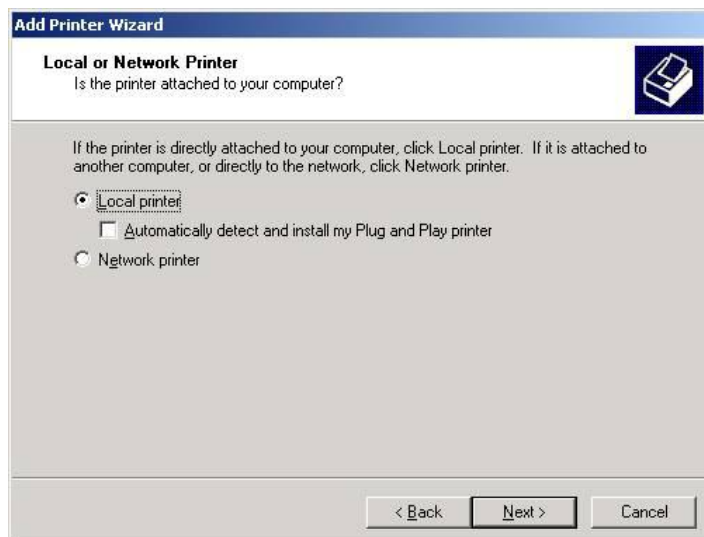 Add Printer Wizard
Local or Network Printer
Is the printer attached to your computer?
If the printer is directly attached to your computer, click Local printer. If it is attached to
another computer, or directly to the network, click Network printer.
Local printer
Automatically detect and install my Plug and Play printer
Network printer
< Back
Next >
Cancel